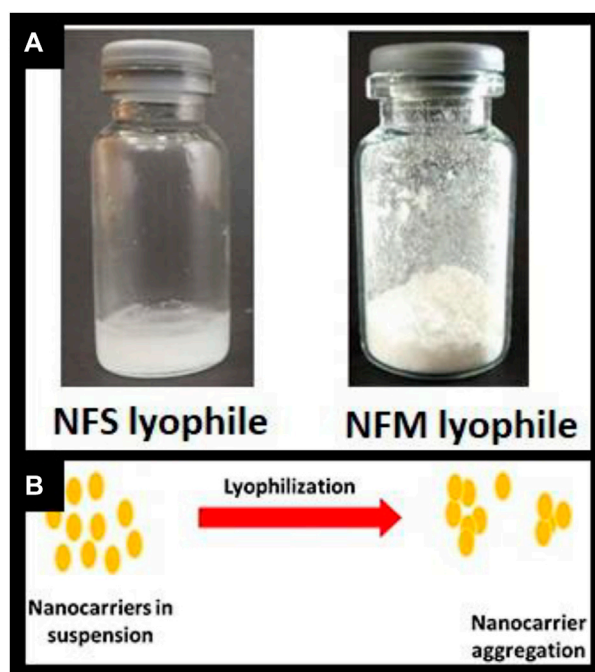 A
NFS lyophile
NFM lyophile
B
Lyophilization
Nanocarriers in
suspension
Nanocarrier
aggregation